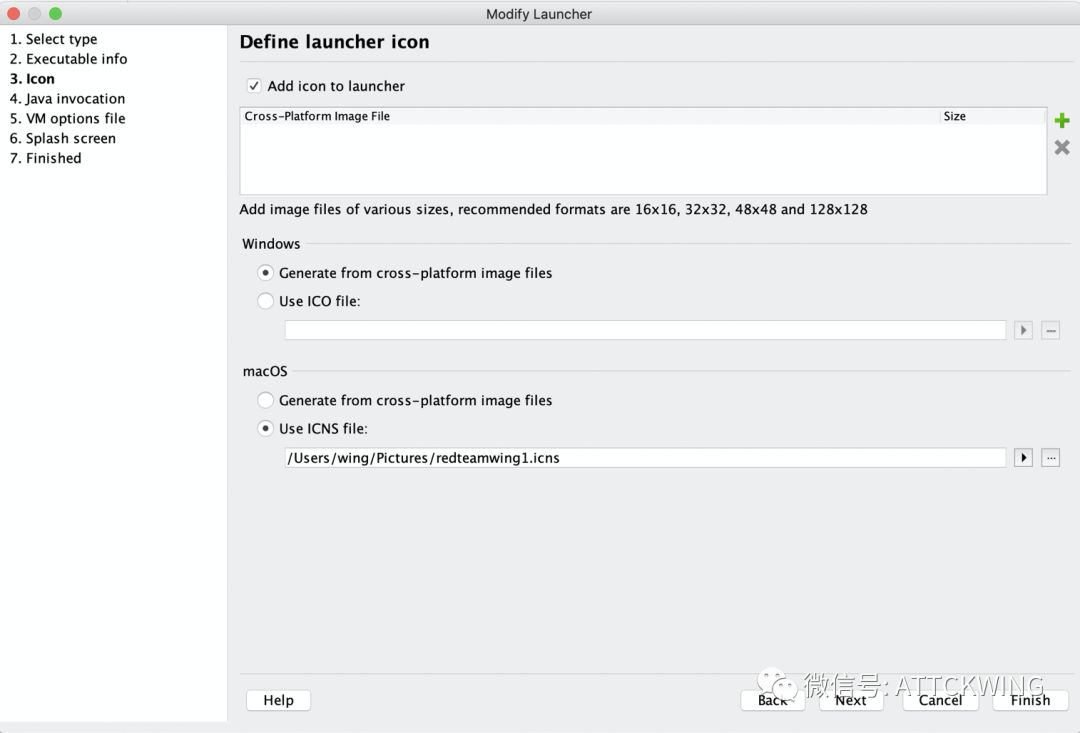 Modify Launcher
1. Select type
2. Executable info
3. Icon
4. Java invocation
5. VM options file
6. Splash screen
7. Finished
Define launcher icon
Add icon to launcher
Cross-Platform Image File Size
Add image files of various sizes, recommended formats are 16x16, 32x32, 48x48 and 128x128
Windows
Generate from cross-platform image files
Use ICO file:
macOS
Generate from cross-platform image files
Use ICNS file:
/Users/wing/Pictures/redteamwing1.icns
微信号: ATTCKWING
Help Back Next Cancel Finish